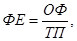 ФЕ = ОФ / ТП ,